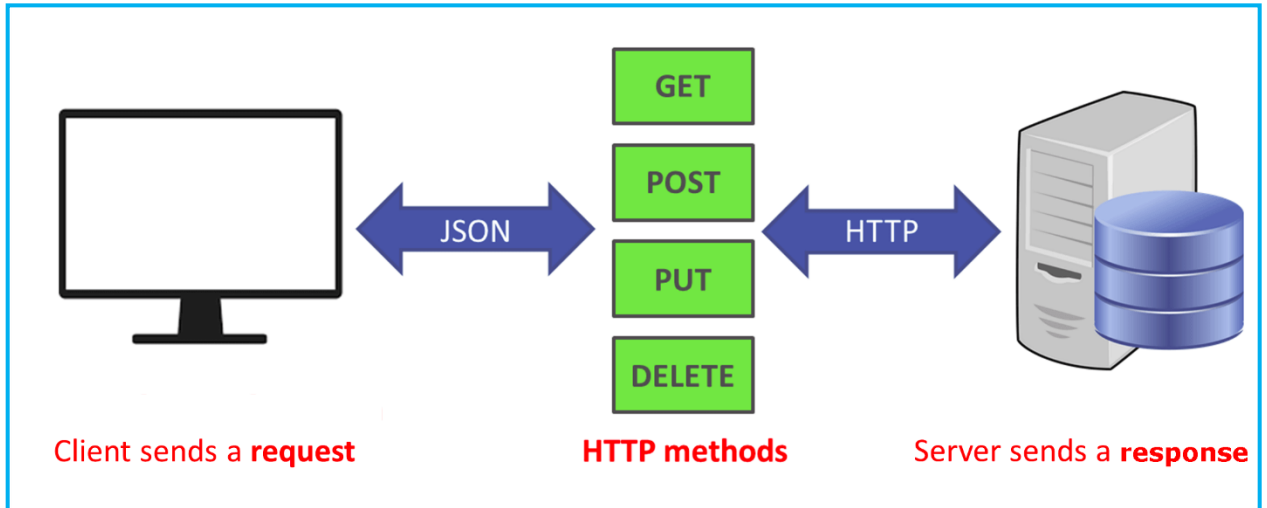 GET
POST
JSON
HTTP
PUT
DELETE
Client sends a request
HTTP methods
Server sends a response